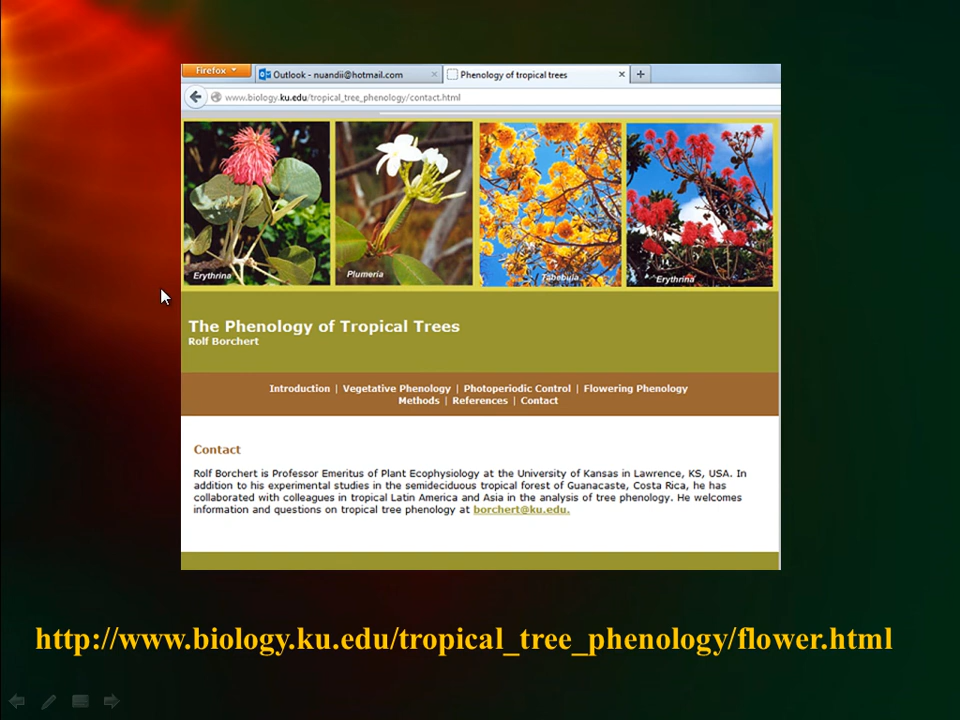 Firefox
Outlook - nuandii@hotmail.com
Phenology of tropical trees
www.biology.ku.edu/tropical_tree_phenology/contact.html
Erythrina
Plumeria
Tabebuia
Erythrina
The Phenology of Tropical Trees
Rolf Borchert
Introduction | Vegetative Phenology | Photoperiodic Control | Flowering Phenology
Methods | References | Contact
Contact
Rolf Borchert is Professor Emeritus of Plant Ecophysiology at the University of Kansas in Lawrence, KS, USA. In
addition to his experimental studies in the semideciduous tropical forest of Guanacaste, Costa Rica, he has
collaborated with colleagues in tropical Latin America and Asia in the analysis of tree phenology. He welcomes
information and questions on tropical tree phenology at borchert@ku.edu.
http://www.biology.ku.edu/tropical_tree_phenology/flower.html